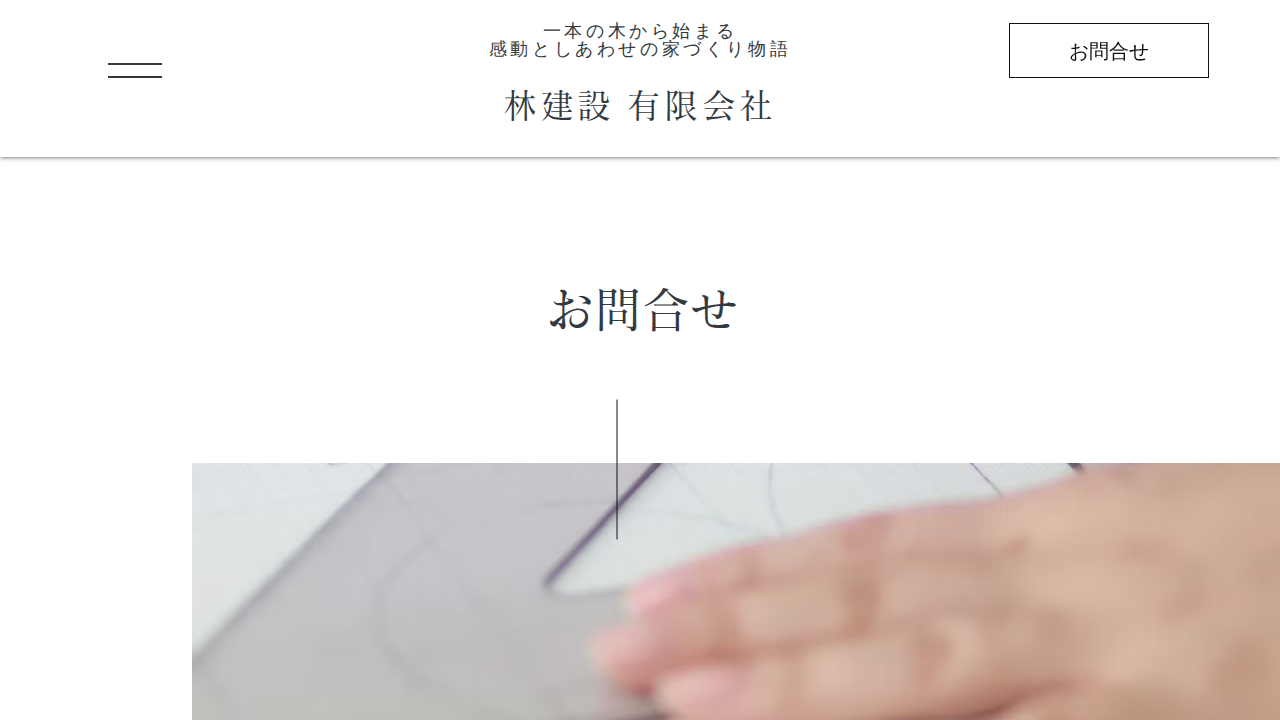 一本の木から始まる
感動としあわせの家づくり物語
林建設 有限会社
お問合せ
お問合せ